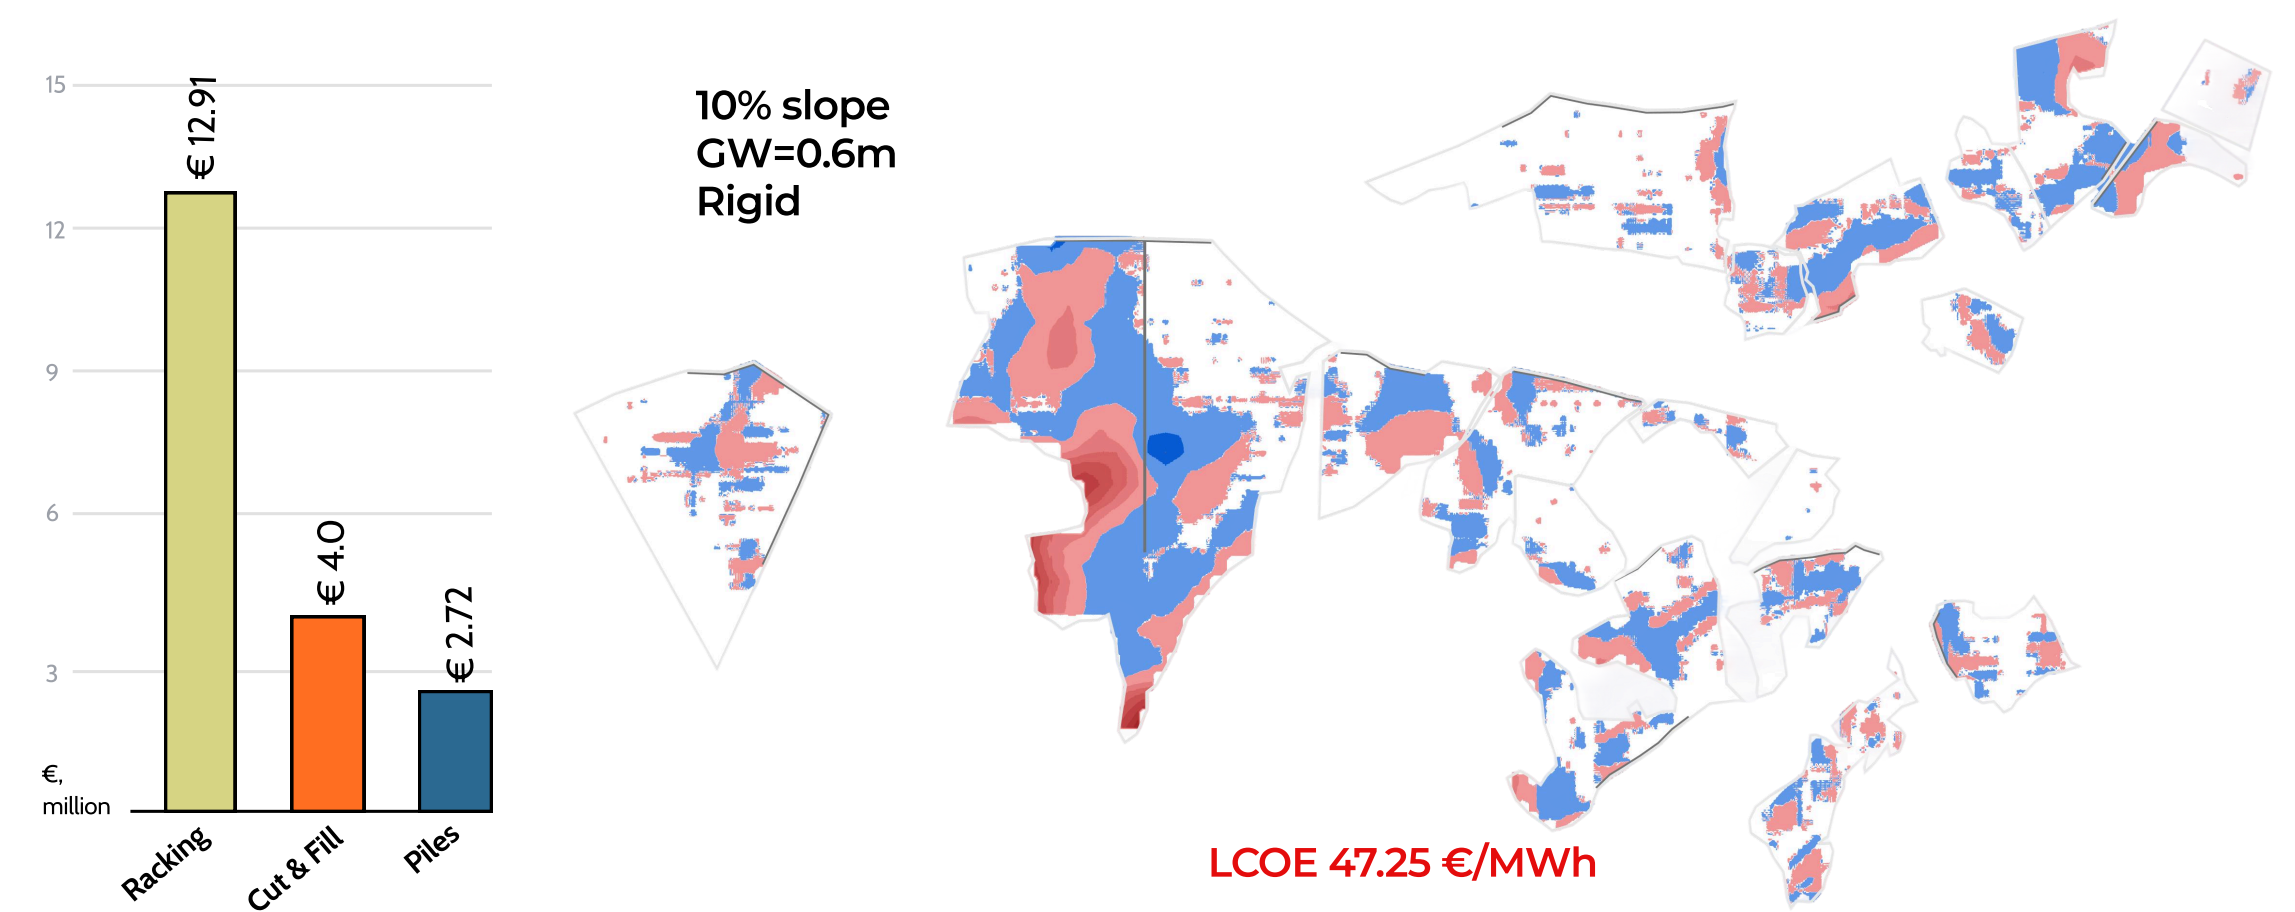 15
12
9
6
3
€,
million
€ 12.91
€ 4.0
€ 2.72
Racking
Cut & Fill
Piles
10% slope
GW=0.6m
Rigid
LCOE 47.25 €/MWh